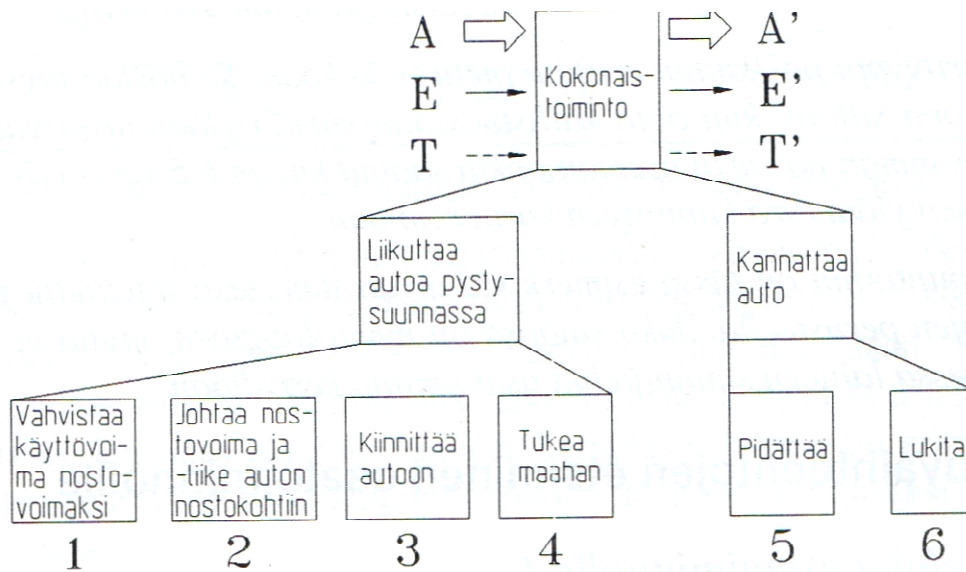 A
A'
E
Kokonais-
toiminto
E'
T
T'
Liikuttaa
autoa pysty-
suunnassa
Kannattaa
auto
Vahvistaa
käyttövoi-
ma nosto-
voimaksi
Johtaa nos-
tovoima ja
-liike auton
nostokohtiin
Kiinnittää
autoon
Tukea
maahan
Pidättää
Lukita
1
2
3
4
5
6